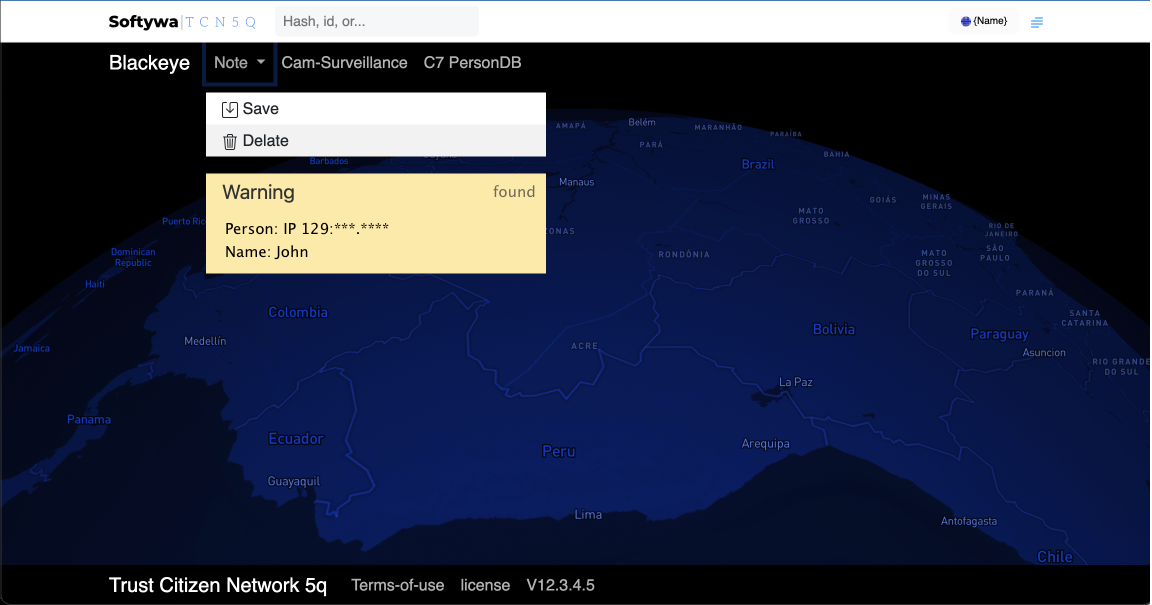 Softywa|TCN5Q
Hash, id, or...
{Name}
Blackeye
Note
Cam-Surveillance
C7 PersonDB
Save
Delate
Warning
found
Person: IP 129:***.****
Name: John
AMAPÁ
Belém
MARANHÃO
PARAÍBA
PARÁ
BAHIA
Barbados
Brazil
Manaus
GOIÁS
MINAS
GERAIS
MATO
GROSSO
Puerto Ric
ZONAS
RIO DE
JANEIRO
Dominican
Republic
RONDÔNIA
MATO
GROSSO
DO SUL
SÃO
PAULO
Haiti
PARANÁ
Colombia
SANTA
CATARINA
Medellín
Bolivia
Paraguay
Jamaica
ACRE
Asuncion
RIO GRANDE
DO SUL
La Paz
Panama
Ecuador
Arequipa
Peru
Guayaquil
Lima
Antofagasta
Chile
Trust Citizen Network 5q
Terms-of-use
license
V12.3.4.5